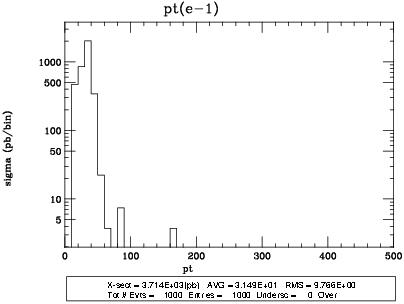 pt(e−1)
1000
500
100
50
10
5
sigma (pb/bin)
0 100 200 300 400 500
pt
X-sect = 3.714E+03(pb) AVG = 3.149E+01 RMS = 9.766E+00
Tot # Evts = 1000 Entries = 1000 Undersc = 0 Over